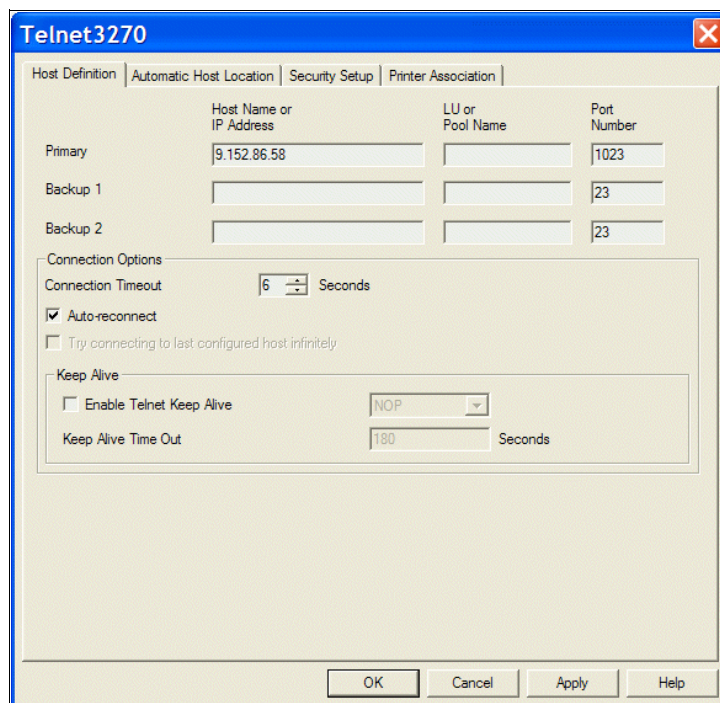 Telnet3270
Host Definition Automatic Host Location Security Setup Printer Association
Host Name or IP Address LU or Pool Name Port Number
Primary 9.152.86.58 1023
Backup 1 23
Backup 2 23
Connection Options
Connection Timeout 6 Seconds
Auto-reconnect
Try connecting to last configured host infinitely
Keep Alive
Enable Telnet Keep Alive NOP
Keep Alive Time Out 180 Seconds
OK Cancel Apply Help